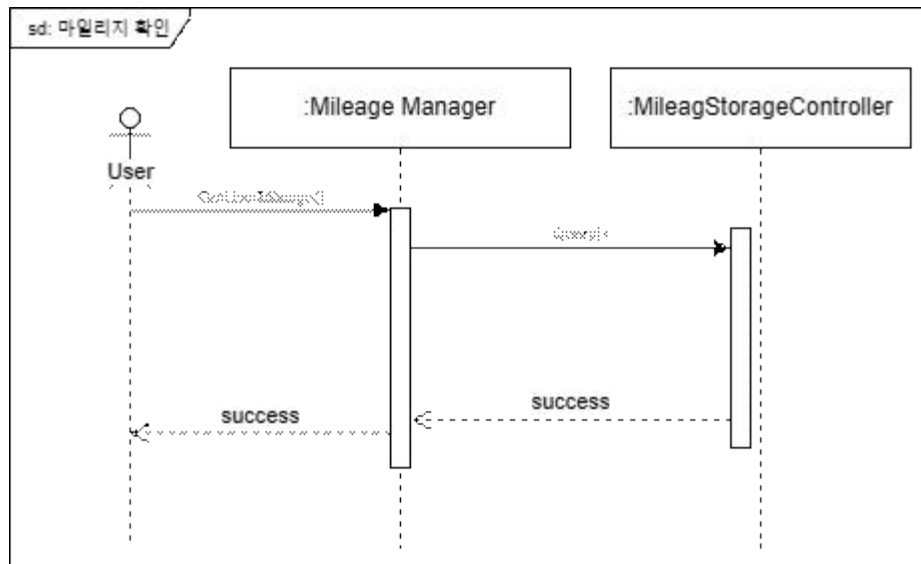 sd: 마일리지 확인
:Mileage Manager
:MileagStorageController
User
success
success